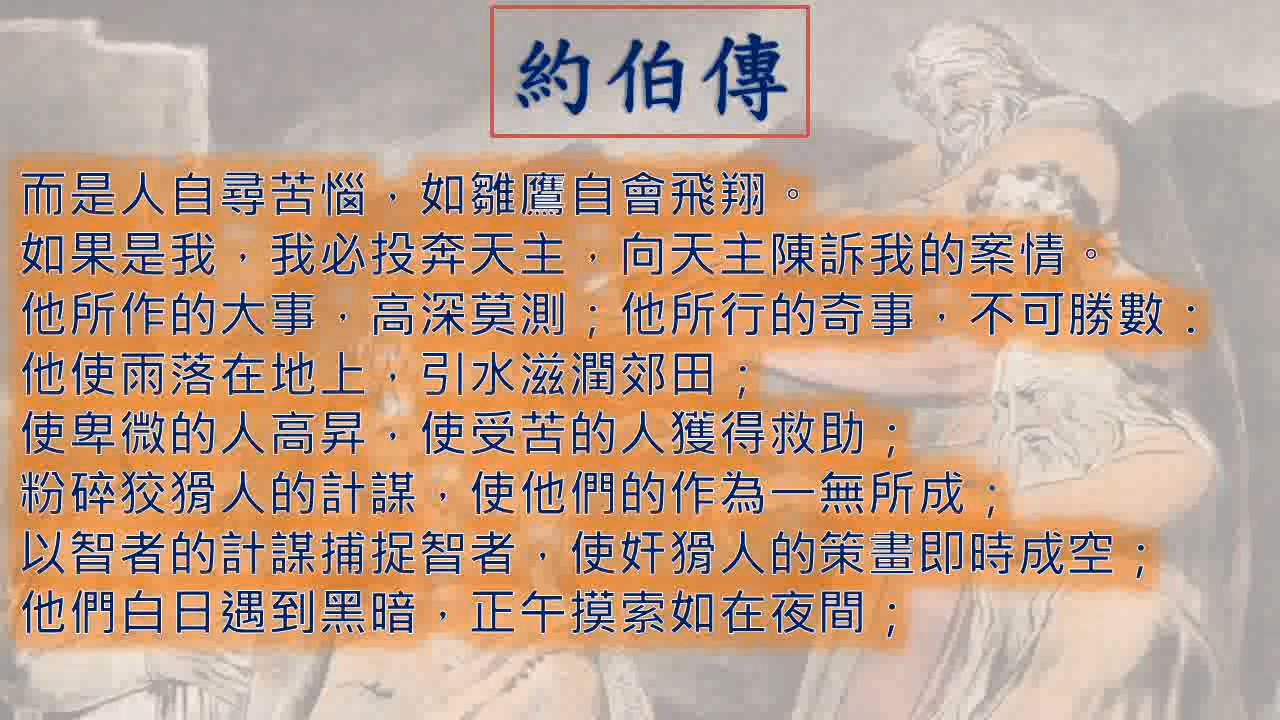 約伯傳
而是人自尋苦惱，如雛鷹自會飛翔。
如果是我，我必投奔天主，向天主陳訴我的案情。
他所作的大事，高深莫測；他所行的奇事，不可勝數：
他使雨落在地上，引水滋潤郊田；
使卑微的人高昇，使受苦的人獲得救助；
粉碎狡猾人的計謀，使他們的作為一無所成；
以智者的計謀捕捉智者，使奸猾人的策畫即時成空；
他們白日遇到黑暗，正午摸索如在夜間；